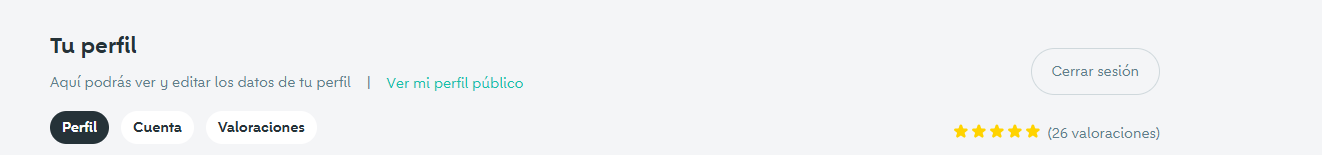 Tu perfil
Aquí podrás ver y editar los datos de tu perfil | Ver mi perfil público
Cerrar sesión
Perfil Cuenta Valoraciones
(26 valoraciones)